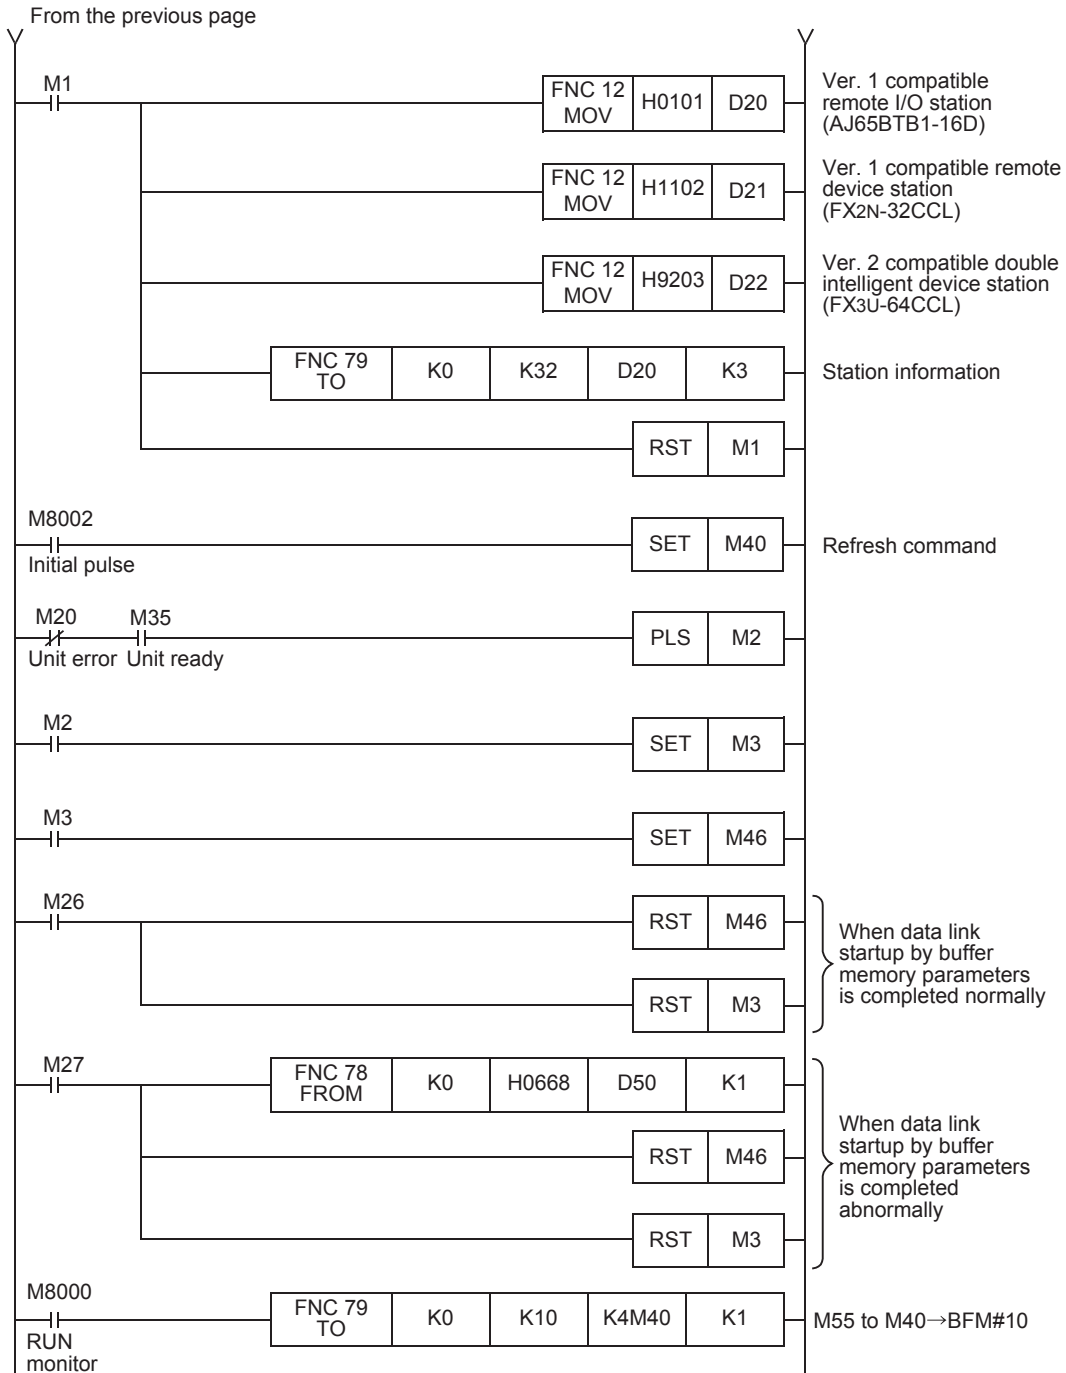 From the previous page
M1
FNC 12
MOV
H0101
D20
Ver. 1 compatible
remote I/O station
(AJ65BTB1-16D)
FNC 12
MOV
H1102
D21
Ver. 1 compatible remote
device station
(FX2N-32CCL)
FNC 12
MOV
H9203
D22
Ver. 2 compatible double
intelligent device station
(FX3U-64CCL)
FNC 79
TO
K0
K32
D20
K3
Station information
RST
M1
M8002
Initial pulse
SET
M40
Refresh command
M20
Unit error
M35
Unit ready
PLS
M2
M2
SET
M3
M3
SET
M46
M26
RST
M46
RST
M3
When data link
startup by buffer
memory parameters
is completed normally
M27
FNC 78
FROM
K0
H0668
D50
K1
RST
M46
RST
M3
When data link
startup by buffer
memory parameters
is completed
abnormally
M8000
RUN
monitor
FNC 79
TO
K0
K10
K4M40
K1
M55 to M40→BFM#10